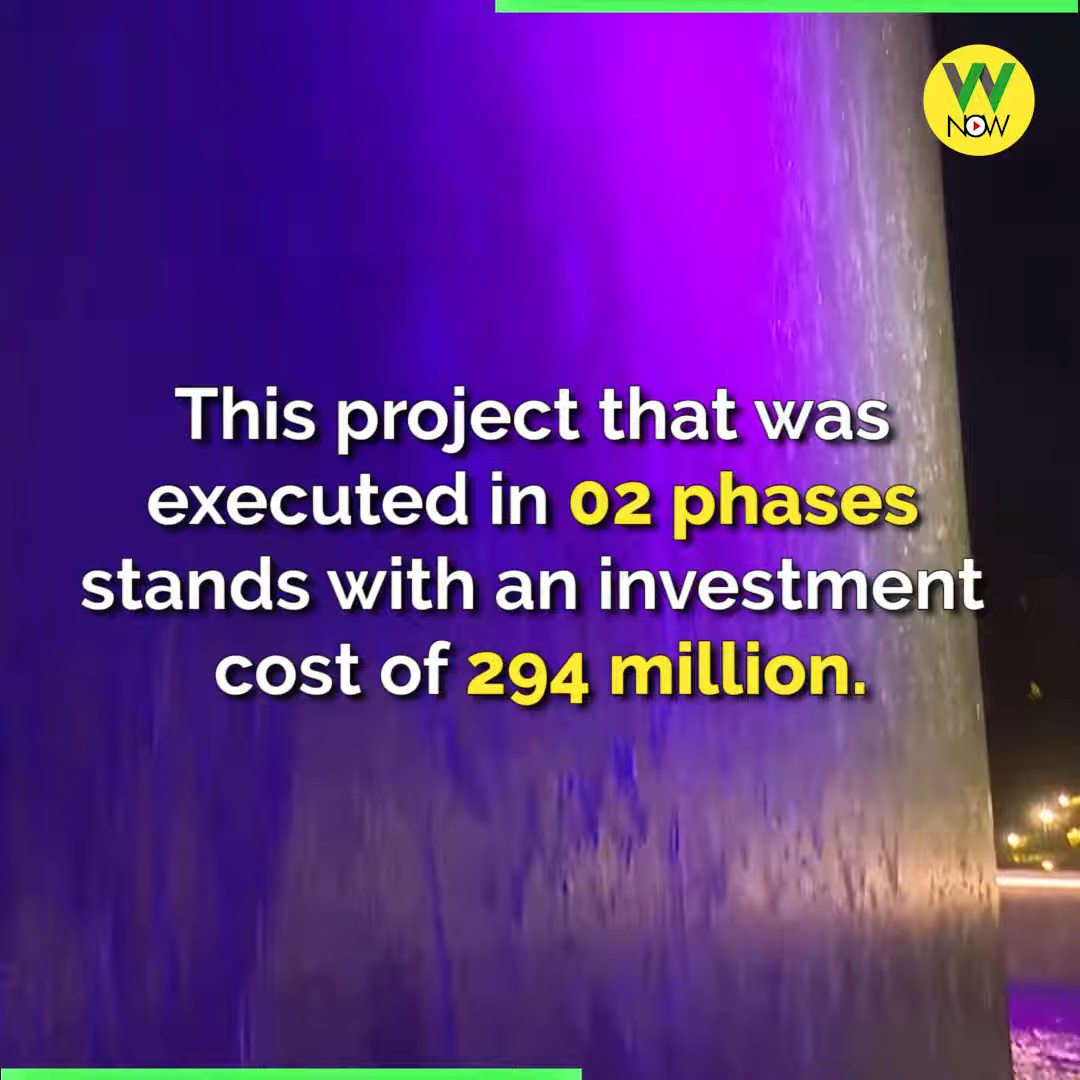 W
NOW
This project that was
executed in 02 phases
stands with an investment
cost of 294 million.